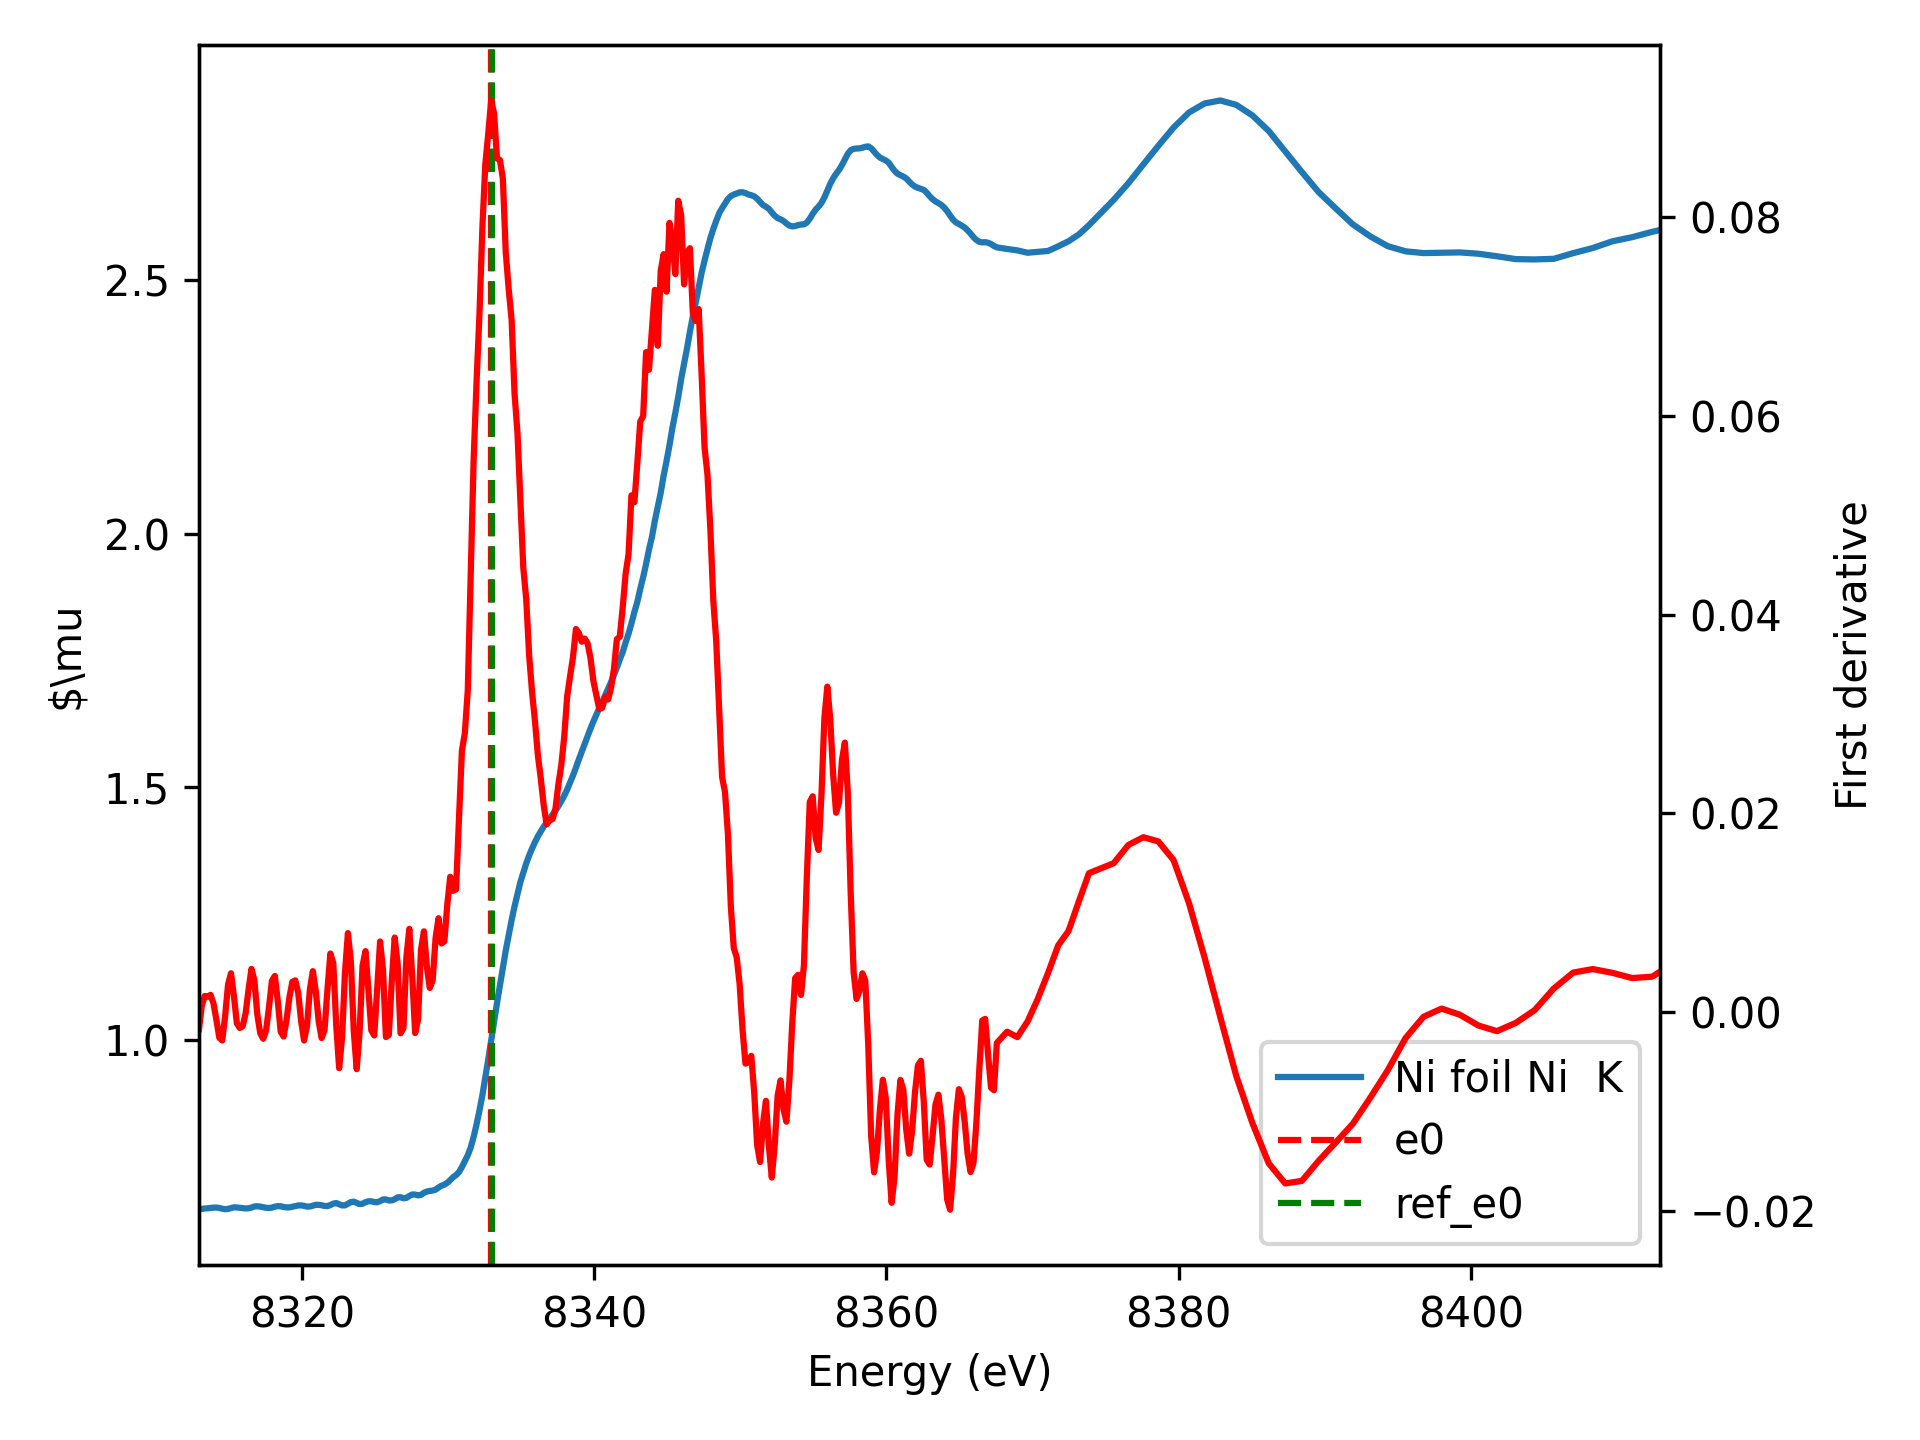 $\mu
2.5
2.0
1.5
1.0
8320 8340 8360 8380 8400
Energy (eV)
0.08
0.06
0.04
0.02
0.00
−0.02
First derivative
Ni foil Ni  K
e0
ref_e0